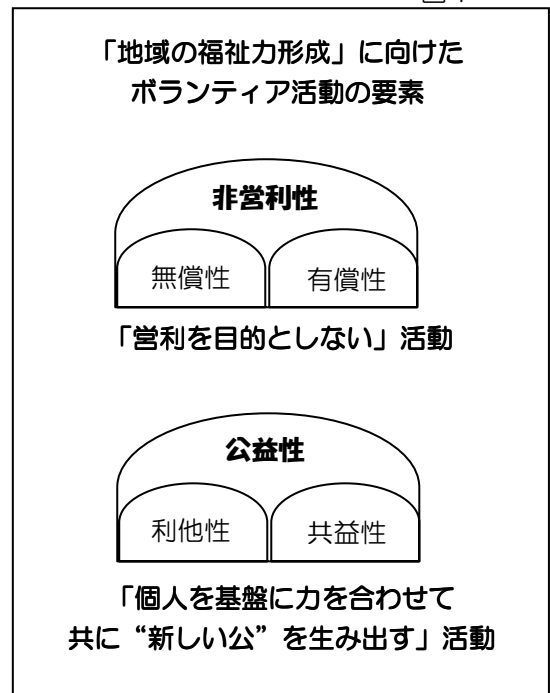 「地域の福祉力形成」に向けた
ボランティア活動の要素
非営利性
無償性 有償性
「営利を目的としない」活動
公益性
利他性 共益性
「個人を基盤に力を合わせて
共に“新しい公”を生み出す」活動